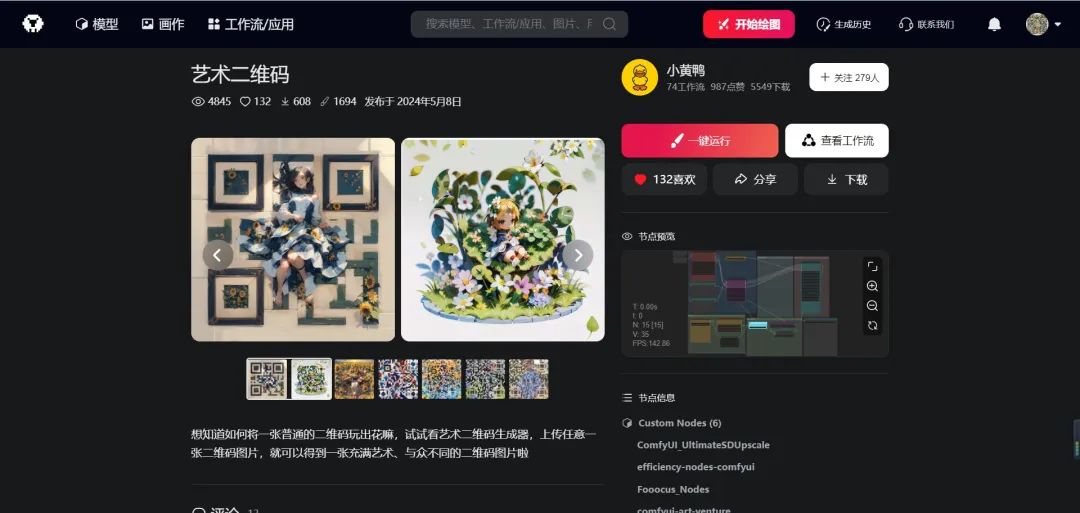 模型
画作
工作流/应用
搜索模型、工作流/应用、图片、
开始绘图
生成历史
联系我们
艺术二维码
4845 132 608 1694 发布于 2024年5月8日
小黄鸭
74工作流 987点赞 5549下载
+ 关注 279人
一键运行
查看工作流
132喜欢
分享
下载
节点预览
T: 0.00s
I: 0
N: 15 [15]
V: 35
FPS:142.86
想知道如何将一张普通的二维码玩出花嘛，试试看艺术二维码生成器，上传任意一
张二维码图片，就可以得到一张充满艺术、与众不同的二维码图片啦
节点信息
Custom Nodes (6)
ComfyUI_UltimateSDUpscale
efficiency-nodes-comfyui
Fooocus_Nodes
comfyui-art-venture
评论